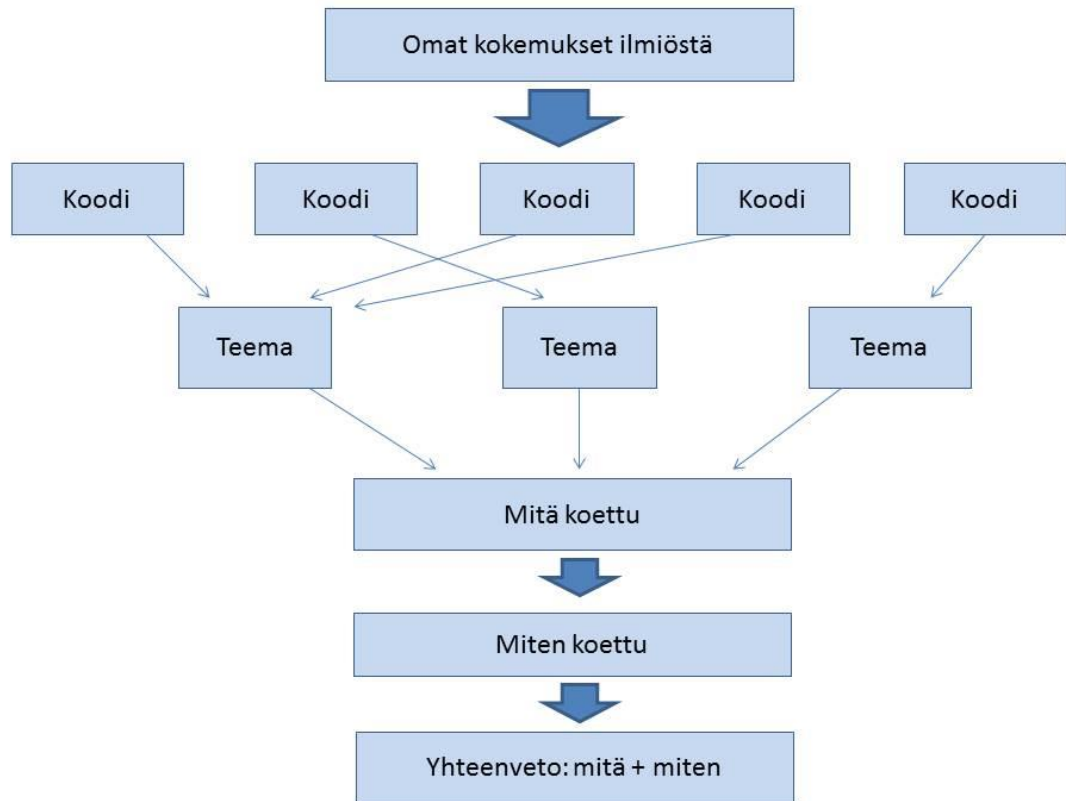 Omat kokemukset ilmiöstä
Koodi
Koodi
Koodi
Koodi
Koodi
Teema
Teema
Teema
Mitä koettu
Miten koettu
Yhteenveto: mitä + miten